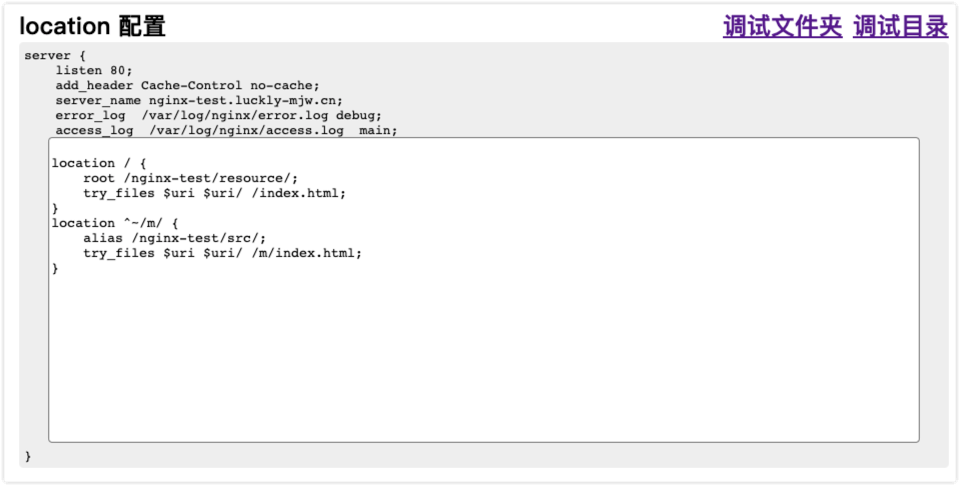 location 配置
调试文件夹 调试目录
server {
    listen 80;
    add_header Cache-Control no-cache;
    server_name nginx-test.luckly-mjw.cn;
    error_log  /var/log/nginx/error.log debug;
    access_log  /var/log/nginx/access.log  main;
location / {
    root /nginx-test/resource/;
    try_files $uri $uri/ /index.html;
}
location ^~/m/ {
    alias /nginx-test/src/;
    try_files $uri $uri/ /m/index.html;
}
}